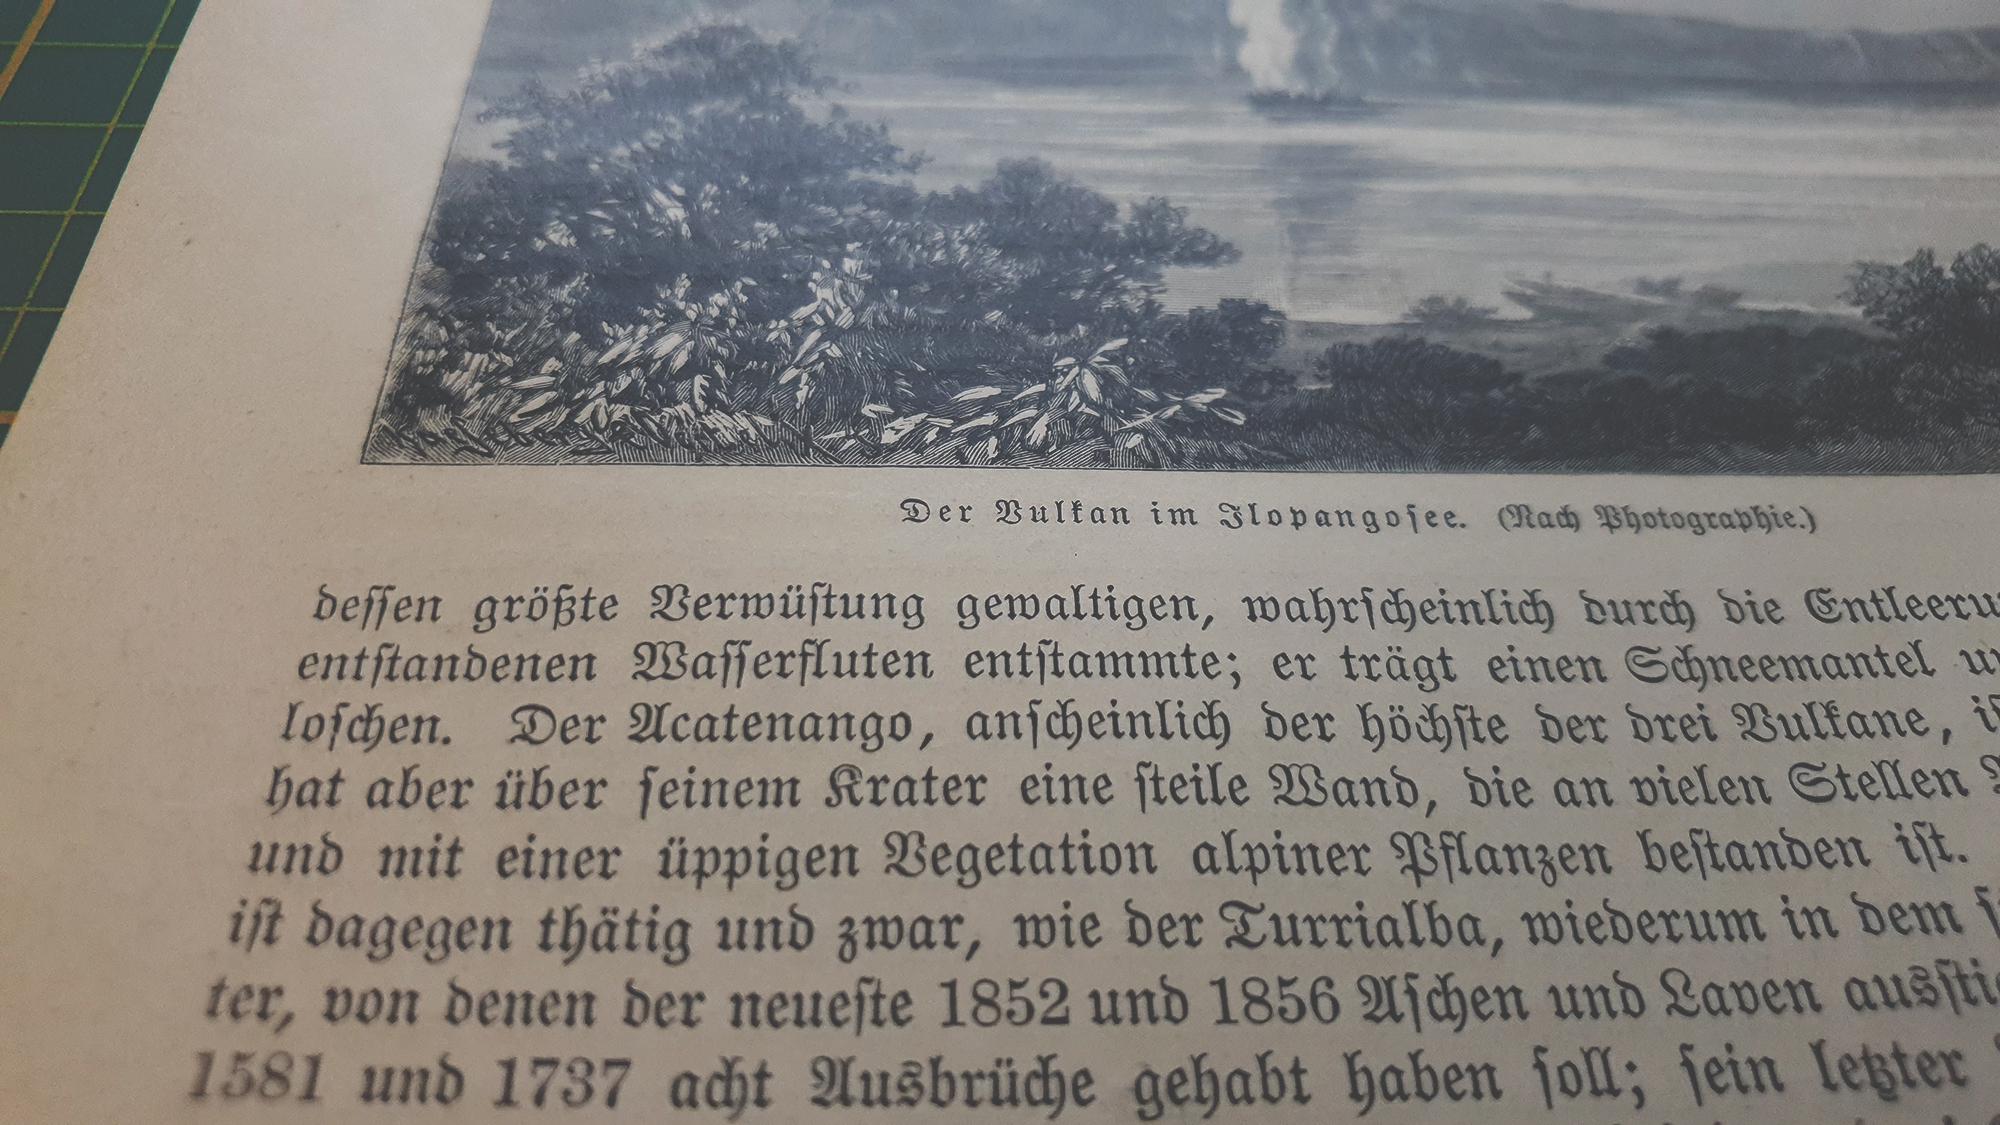 Der Vulkan im Ilopangosee. (Nach Photographie.)
dessen größte Verwüstung gewaltigen, wahrscheinlich durch die Entleeru
entstandenen Wasserfluten entstammte; er trägt einen Schneemantel un
loschen. Der Acatenango, anscheinlich der höchste der drei Vulkane, is
hat aber über seinem Krater eine steile Wand, die an vielen Stellen
und mit einer üppigen Vegetation alpiner Pflanzen bestanden ist.
ist dagegen thätig und zwar, wie der Turrialba, wiederum in dem
ter, von denen der neueste 1852 und 1856 Aschen und Laven aussti
1581 und 1737 acht Ausbrüche gehabt haben soll; sein letzter